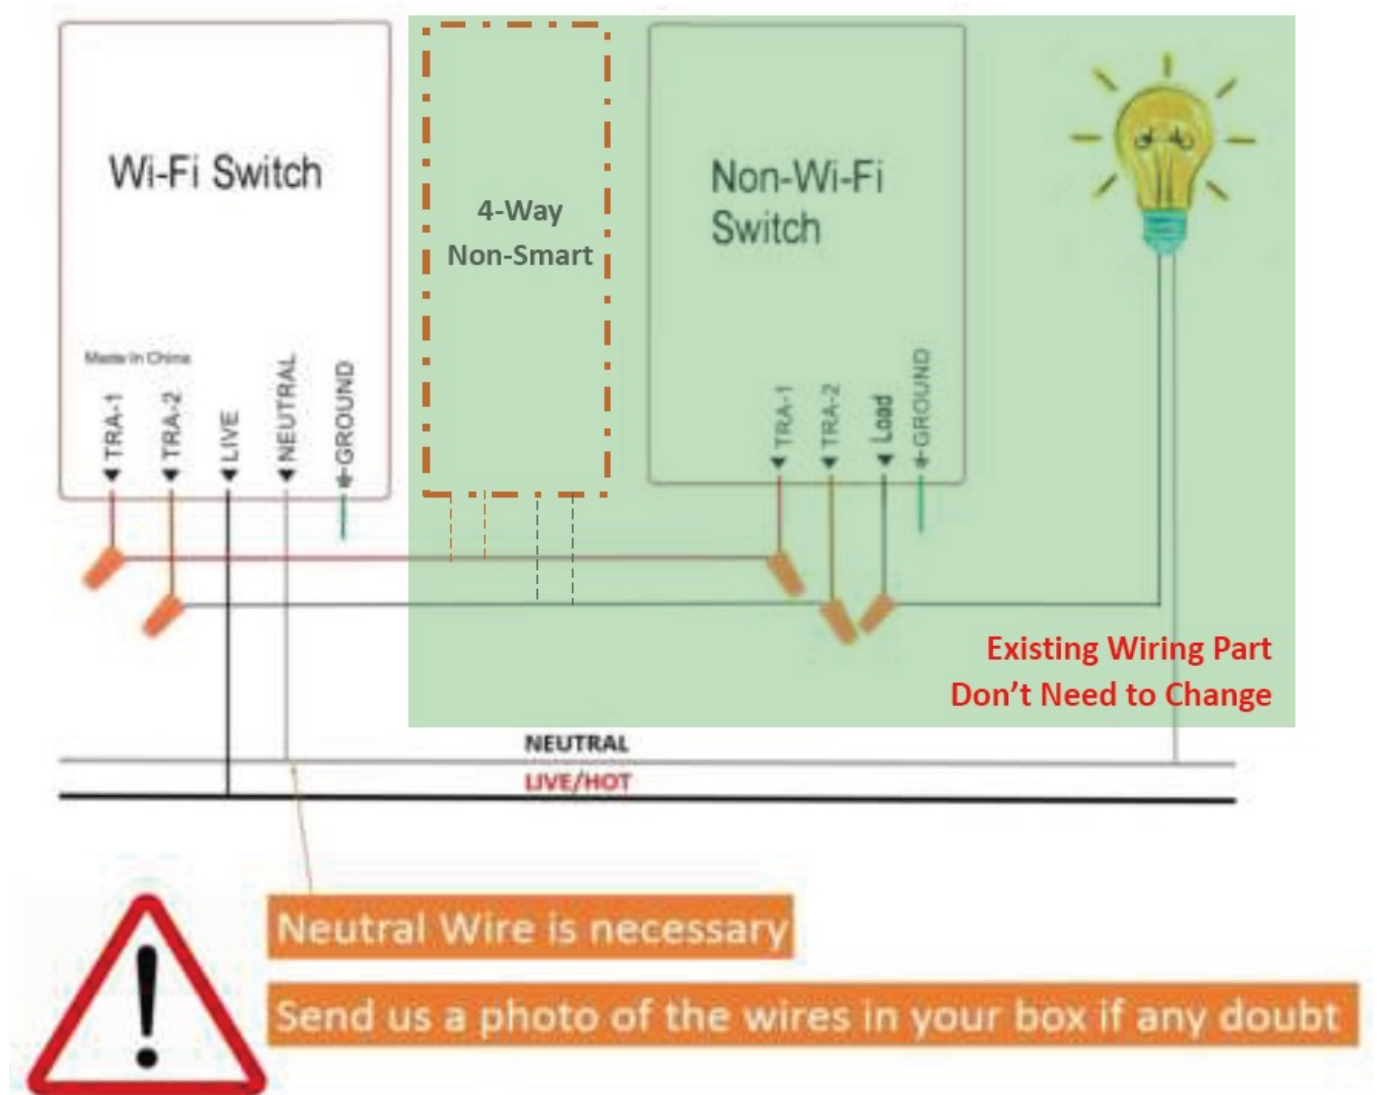 Wi-Fi Switch
Made In China
TRA-1
TRA-2
LIVE
NEUTRAL
GROUND
4-Way
Non-Smart
Non-Wi-Fi
Switch
TRA-1
TRA-2
Load
GROUND
Existing Wiring Part
Don't Need to Change
NEUTRAL
LIVE/HOT
Neutral Wire is necessary
Send us a photo of the wires in your box if any doubt